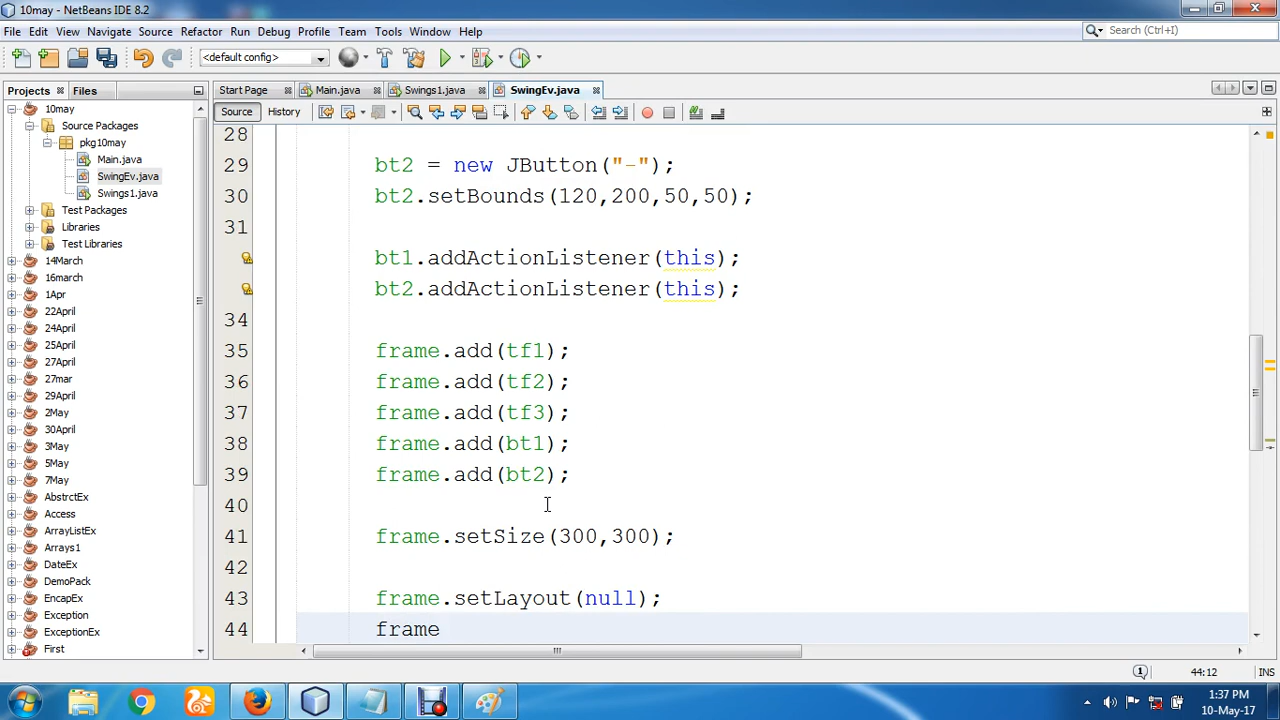 10may - NetBeans IDE 8.2
File Edit View Navigate Source Refactor Run Debug Profile Team Tools Window Help
Search (Ctrl+I)
<default config>
Projects Files
Start Page Main.java Swings1.java SwingEv.java
Source History
10may
Source Packages
pkg10may
Main.java
SwingEv.java
Swings1.java
Test Packages
Libraries
Test Libraries
14March
16march
1Apr
22April
24April
25April
27April
27mar
29April
2May
30April
3May
5May
7May
AbstrctEx
Access
ArrayListEx
Arrays1
DateEx
DemoPack
EncapEx
Exception
ExceptionEx
First
28
29 bt2 = new JButton("-");
30 bt2.setBounds(120,200,50,50);
31
bt1.addActionListener(this);
bt2.addActionListener(this);
34
35 frame.add(tf1);
36 frame.add(tf2);
37 frame.add(tf3);
38 frame.add(bt1);
39 frame.add(bt2);
40
41 frame.setSize(300,300);
42
43 frame.setLayout(null);
44 frame
1 44:12 INS
1:37 PM
10-May-17